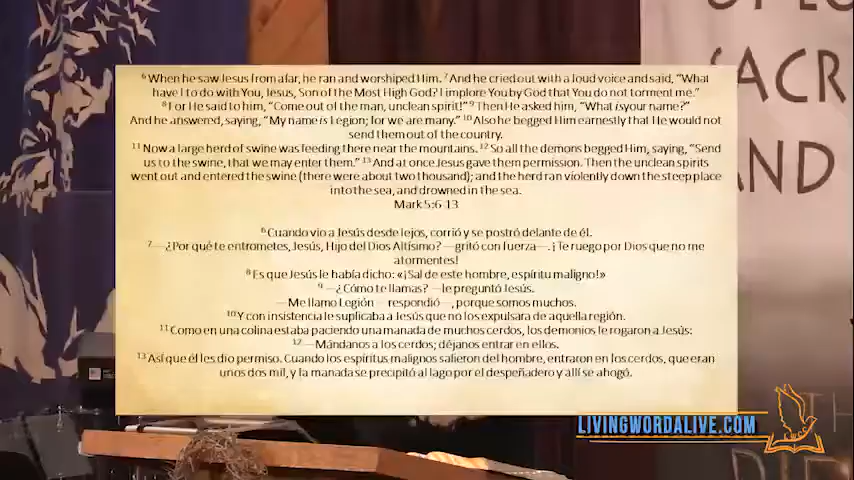 ⁶ When he saw Jesus from afar, he ran and worshiped Him. ⁷ And he cried out with a loud voice and said, “What
have I to do with You, Jesus, Son of the Most High God? I implore You by God that You do not torment me.”
⁸ For He said to him, “Come out of the man, unclean spirit!” ⁹ Then He asked him, “What is your name?”
And he answered, saying, “My name is Legion; for we are many.” ¹⁰ Also he begged Him earnestly that He would not
send them out of the country.
¹¹ Now a large herd of swine was feeding there near the mountains. ¹² So all the demons begged Him, saying, “Send
us to the swine, that we may enter them.” ¹³ And at once Jesus gave them permission. Then the unclean spirits
went out and entered the swine (there were about two thousand); and the herd ran violently down the steep place
into the sea, and drowned in the sea.
Mark 5:6-13
⁶ Cuando vio a Jesús desde lejos, corrió y se postró delante de él.
⁷ —¿Por qué te entrometes, Jesús, Hijo del Dios Altísimo? —gritó con fuerza—. ¡Te ruego por Dios que no me
atormentes!
⁸ Es que Jesús le había dicho: «¡Sal de este hombre, espíritu maligno!»
⁹ —¿Cómo te llamas? —le preguntó Jesús.
—Me llamo Legión —respondió—, porque somos muchos.
¹⁰ Y con insistencia le suplicaba a Jesús que no los expulsara de aquella región.
¹¹ Como en una colina estaba paciendo una manada de muchos cerdos, los demonios le rogaron a Jesús:
¹² —Mándanos a los cerdos; déjanos entrar en ellos.
¹³ Así que él les dio permiso. Cuando los espíritus malignos salieron del hombre, entraron en los cerdos, que eran
unos dos mil, y la manada se precipitó al lago por el despeñadero y allí se ahogó.
SACR
AND
LIVINGWORDALIVE.COM